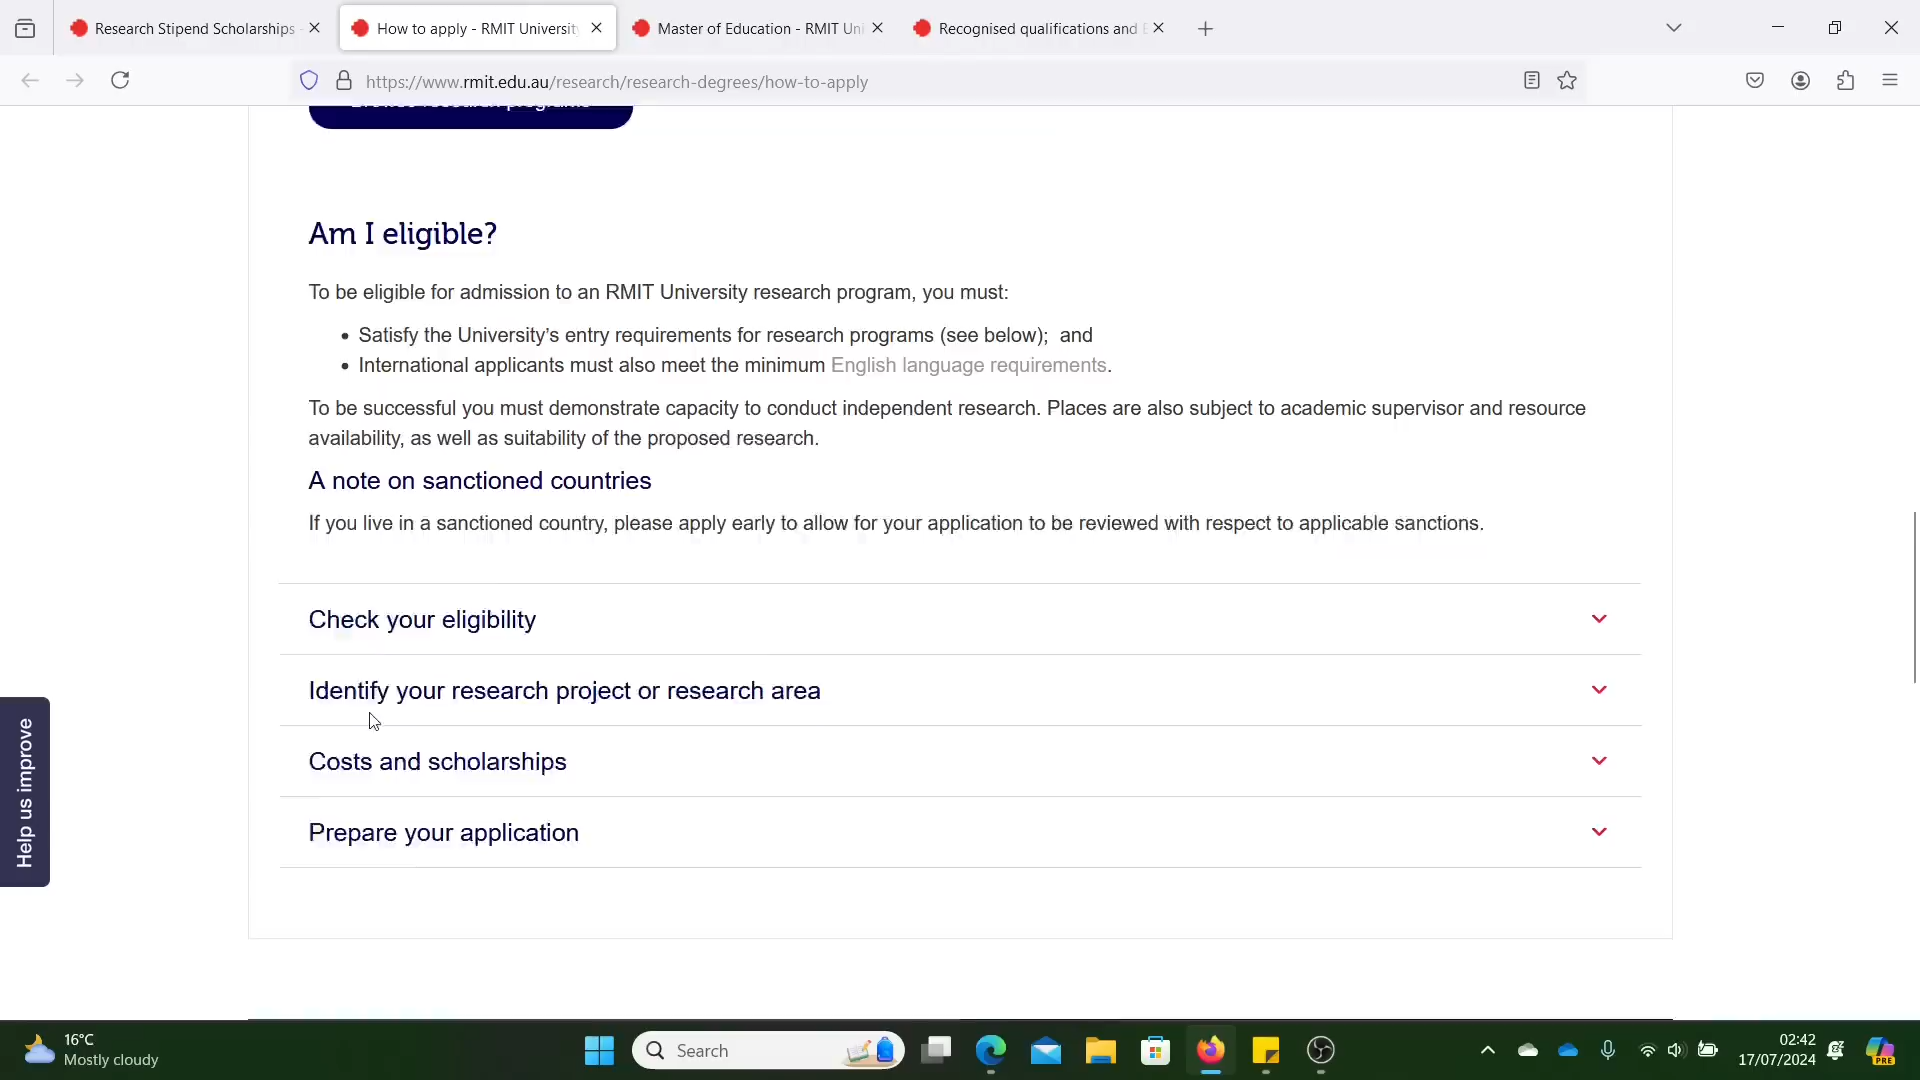 Research Stipend Scholarships -
How to apply - RMIT University
Master of Education - RMIT Uni
Recognised qualifications and E
https://www.rmit.edu.au/research/research-degrees/how-to-apply
Browse research programs
Am I eligible?
To be eligible for admission to an RMIT University research program, you must:
• Satisfy the University’s entry requirements for research programs (see below);  and
• International applicants must also meet the minimum English language requirements.
To be successful you must demonstrate capacity to conduct independent research. Places are also subject to academic supervisor and resource
availability, as well as suitability of the proposed research.
A note on sanctioned countries
If you live in a sanctioned country, please apply early to allow for your application to be reviewed with respect to applicable sanctions.
Check your eligibility
Identify your research project or research area
Costs and scholarships
Prepare your application
Help us improve
16°C
Mostly cloudy
Search
02:42
17/07/2024
PRE